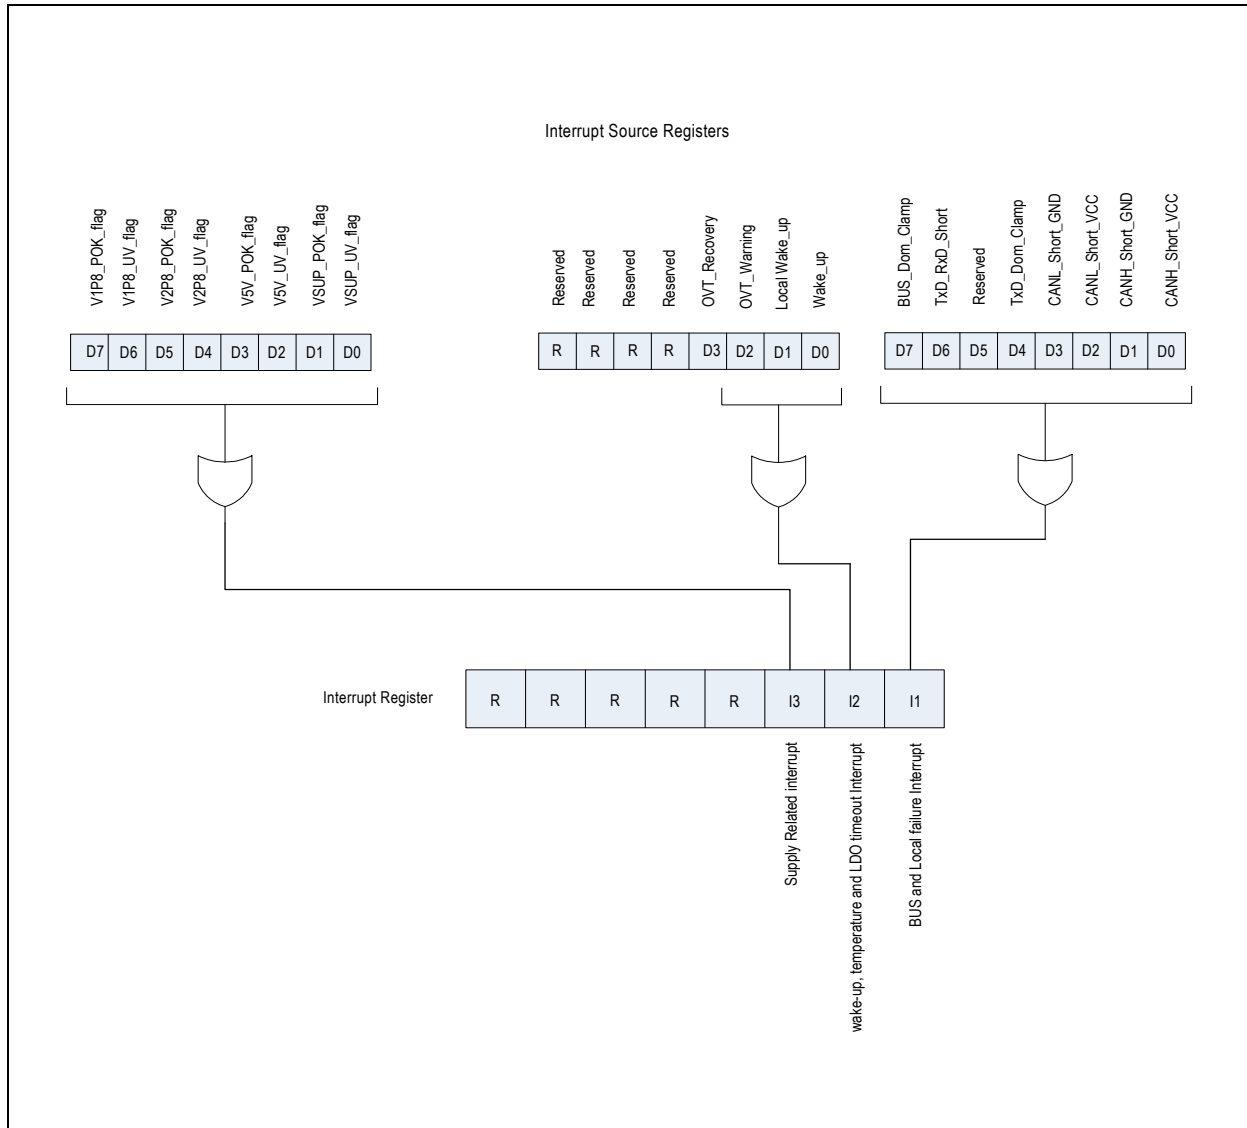 Interrupt Source Registers
V1P8_POK_flag
V1P8_UV_flag
V2P8_POK_flag
V2P8_UV_flag
V5V_POK_flag
V5V_UV_flag
VSUP_POK_flag
VSUP_UV_flag
Reserved
Reserved
Reserved
Reserved
OVT_Recovery
OVT_Warning
Local Wake_up
Wake_up
BUS_Dom_Clamp
TxD_RxD_Short
Reserved
TxD_Dom_Clamp
CANL_Short_GND
CANL_Short_VCC
CANH_Short_GND
CANH_Short_VCC
D7 D6 D5 D4 D3 D2 D1 D0
R R R R D3 D2 D1 D0
D7 D6 D5 D4 D3 D2 D1 D0
Interrupt Register
R R R R R I3 I2 I1
Supply Related interrupt
wake-up, temperature and LDO timeout Interrupt
BUS and Local failure Interrupt